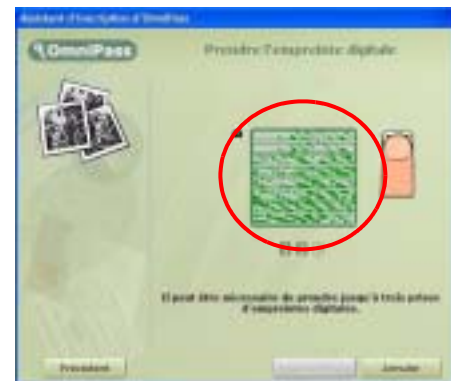 Assistant d'inscription d'OmniPass
OmniPass
Prendre l'empreinte digitale
Il peut être nécessaire de prendre jusqu'à trois prises
d'empreintes digitales.
Précédent
Annuler